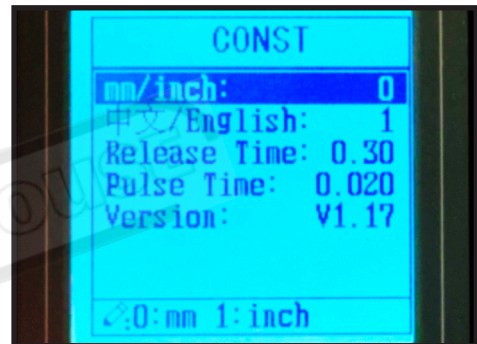 CONST
mm/inch: 0
中文/English: 1
Release Time: 0.30
Pulse Time: 0.020
Version: V1.17
0:mm 1:inch